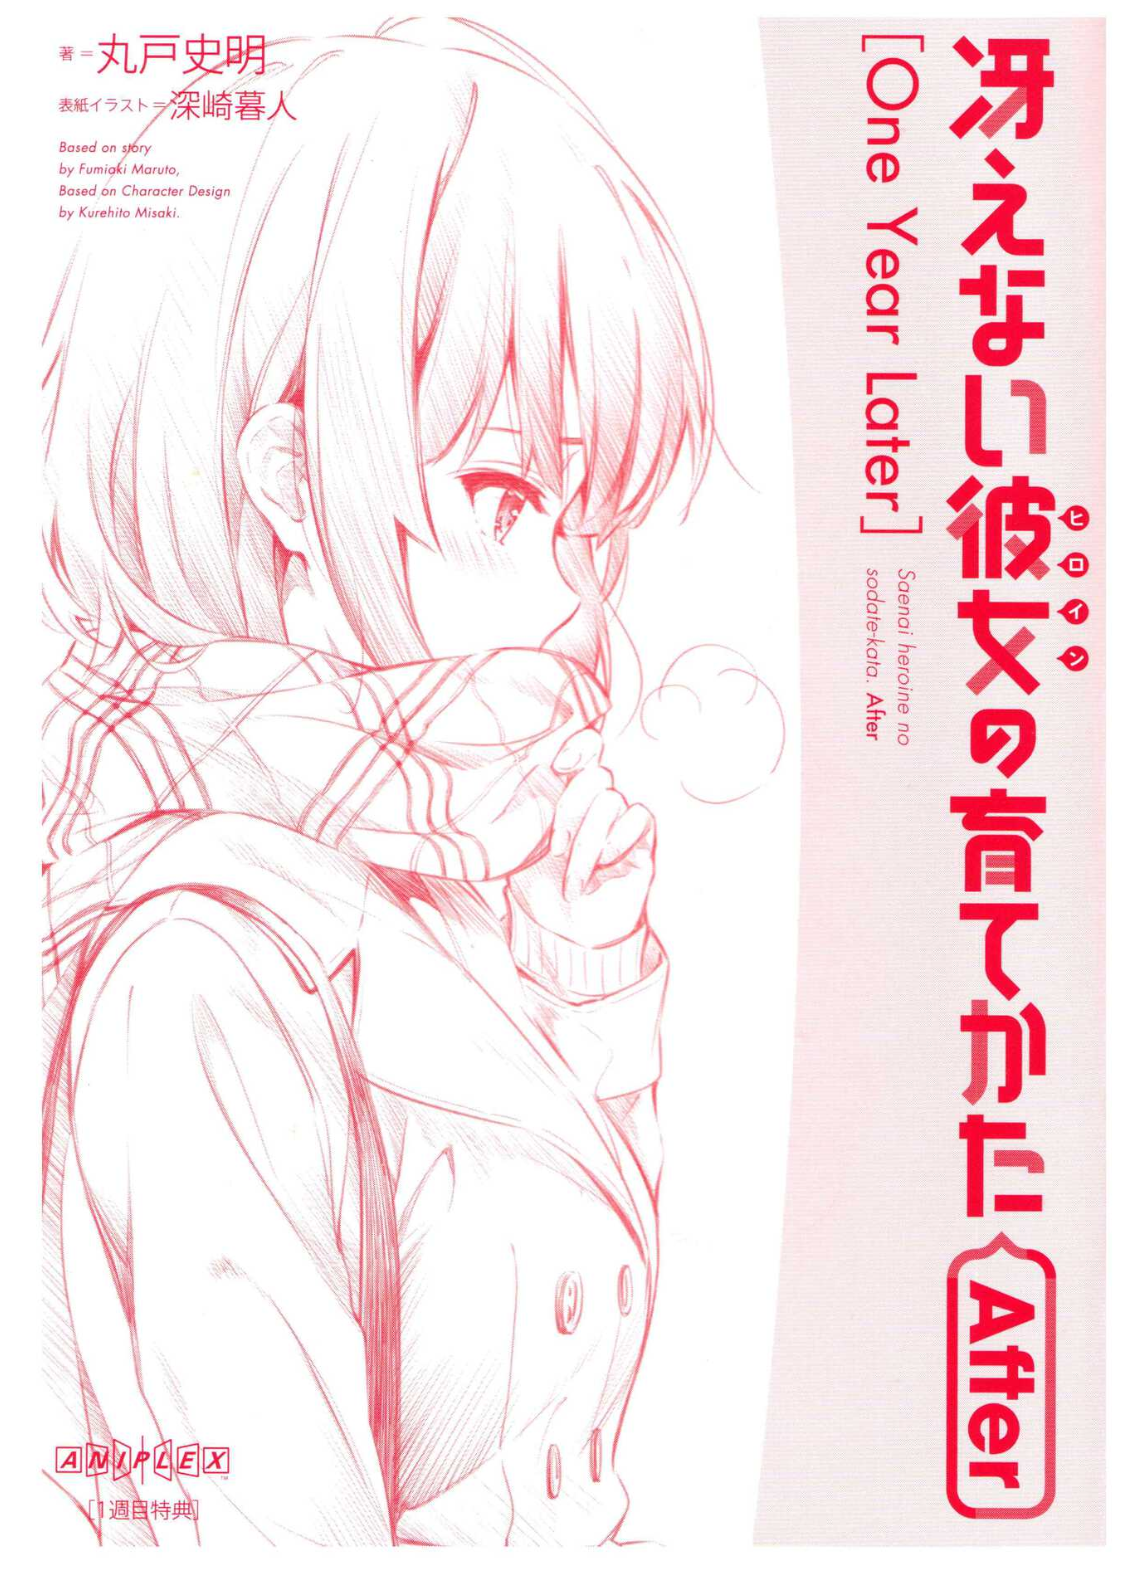 著＝丸戸史明
表紙イラスト＝深崎暮人
Based on story
by Fumiaki Maruto,
Based on Character Design
by Kurehito Misaki.
冴えない彼女の育てかた After
ヒロイン
[One Year Later]
Saenai heroine no
sodate-kata. After
ANIPLEX™
[1週目特典]